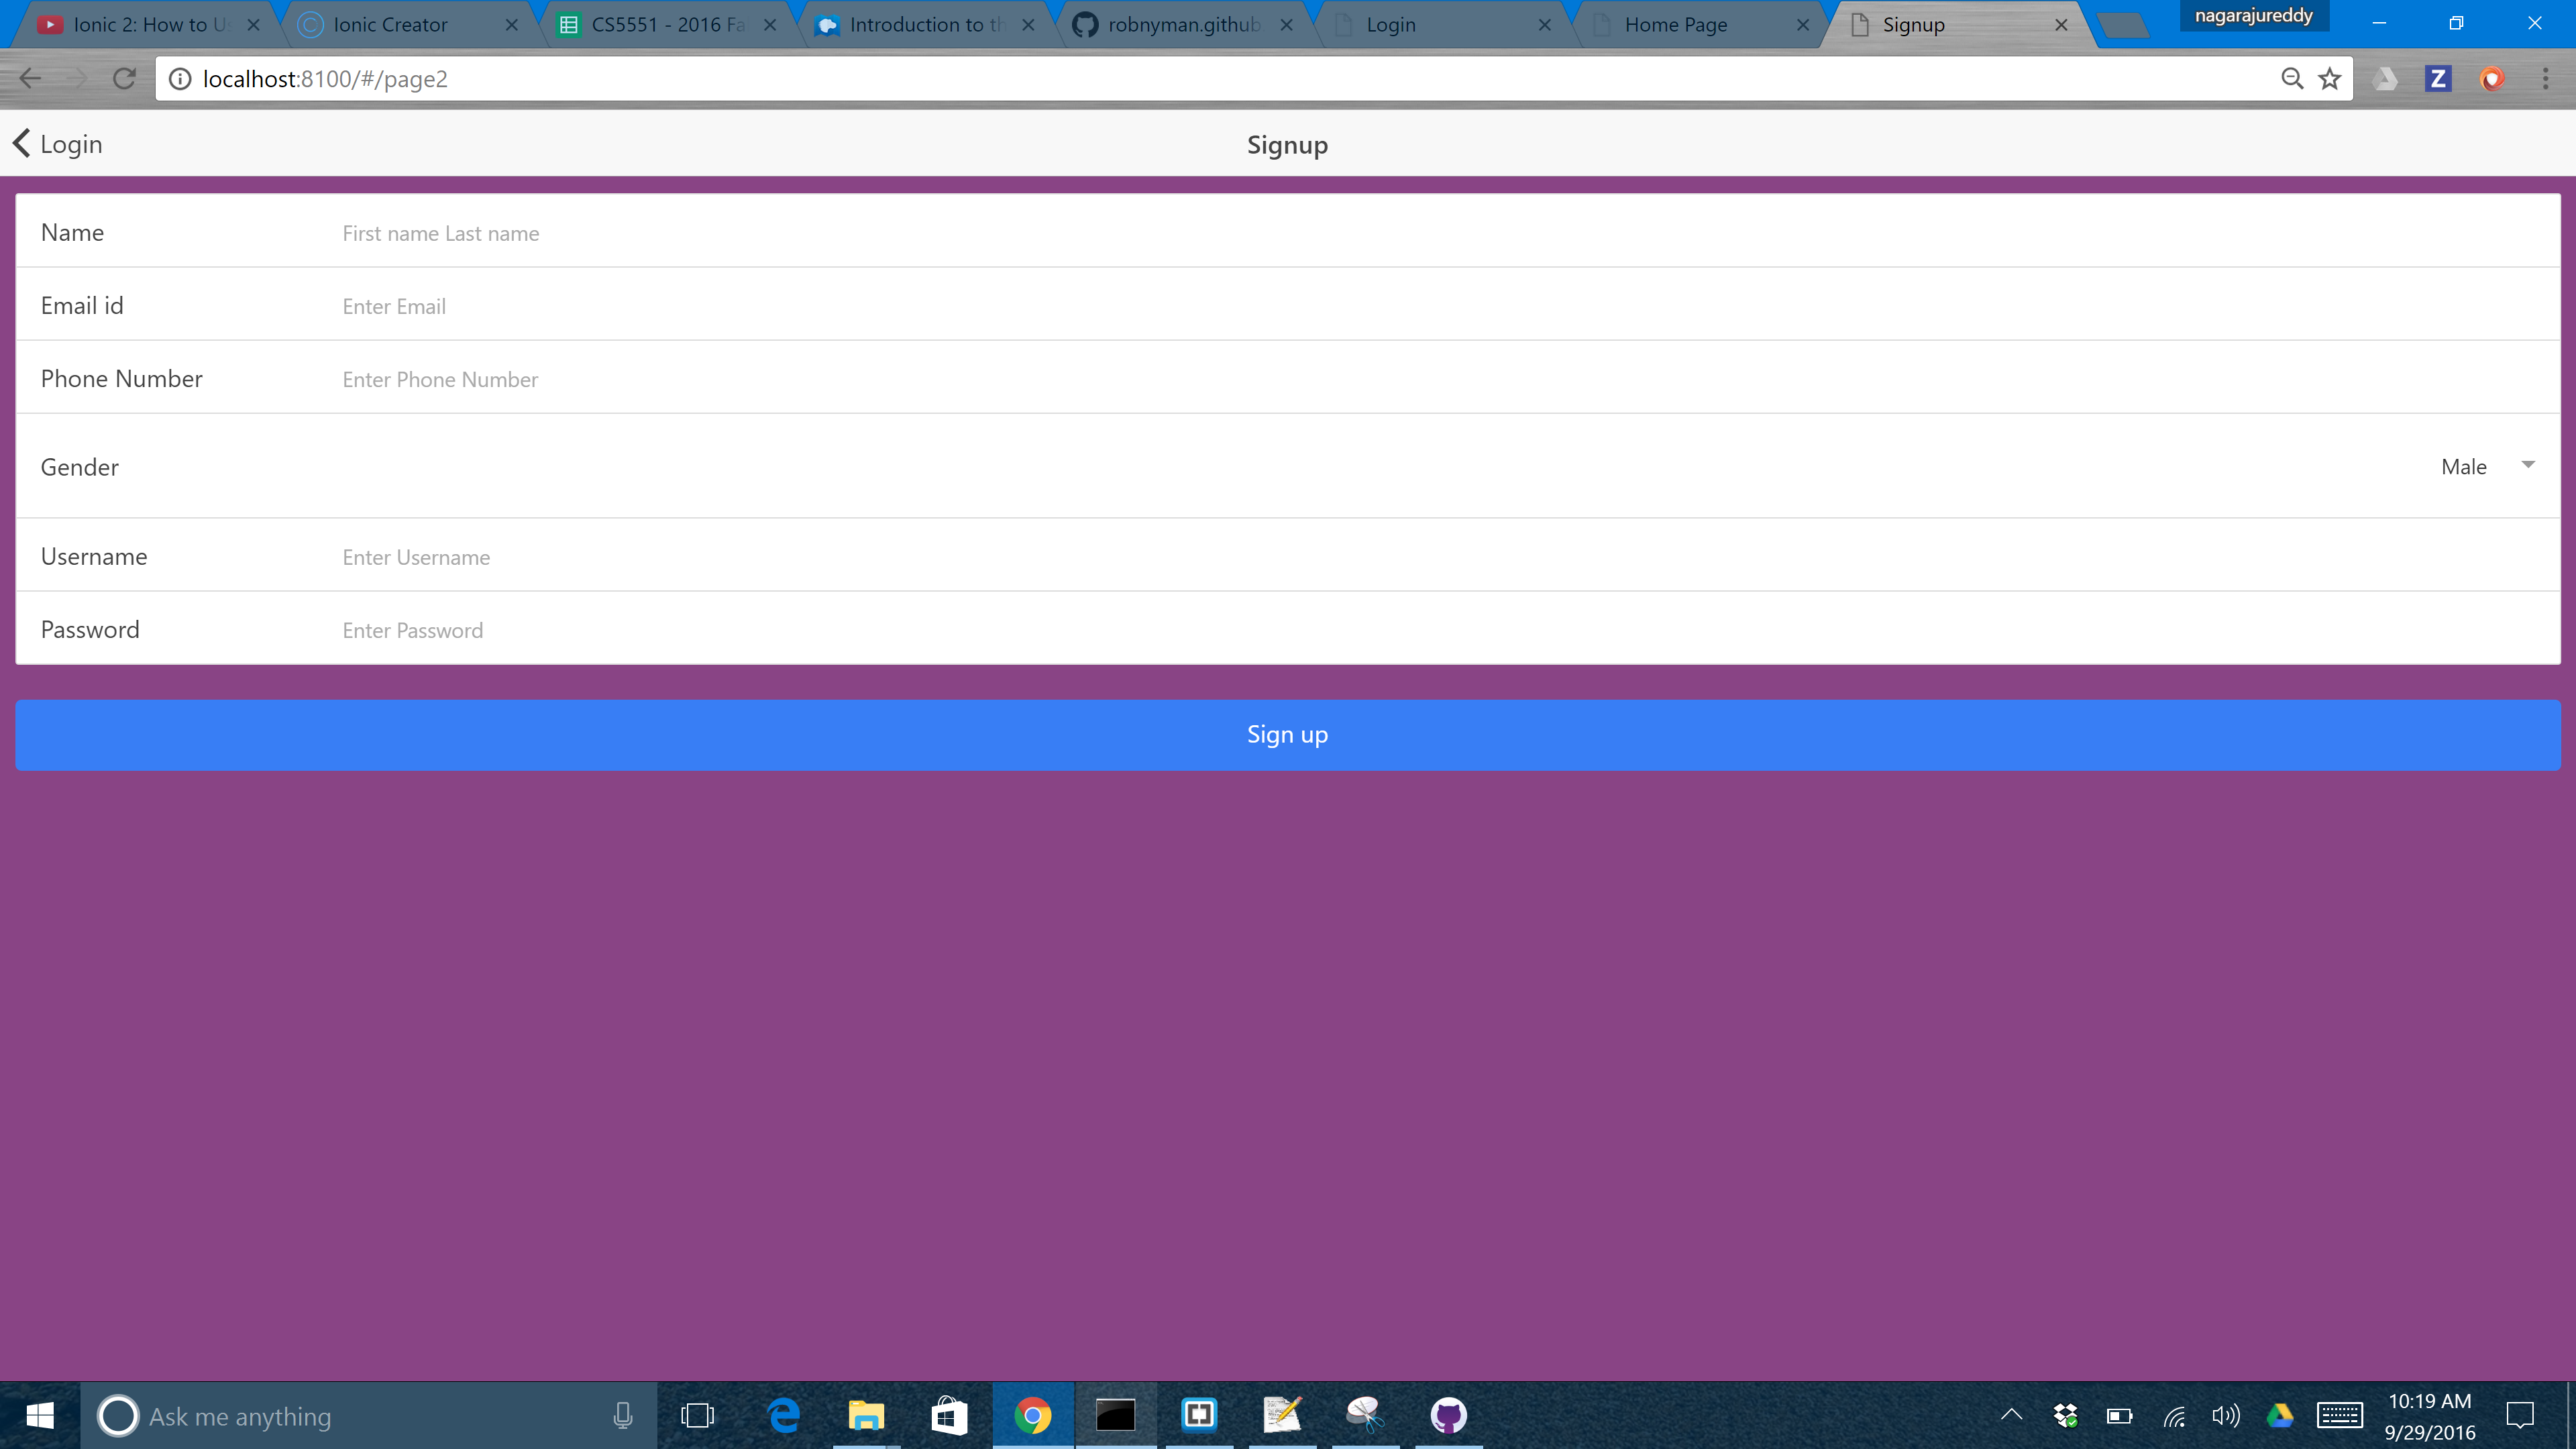 Ionic 2: How to Us
Ionic Creator
CS5551 - 2016 Fa
Introduction to th
robnyman.github
Login
Home Page
Signup
nagarajureddy
localhost:8100/#/page2
Z
Login
Signup
Name
First name Last name
Email id
Enter Email
Phone Number
Enter Phone Number
Gender
Male
Username
Enter Username
Password
Enter Password
Sign up
Ask me anything
10:19 AM
9/29/2016